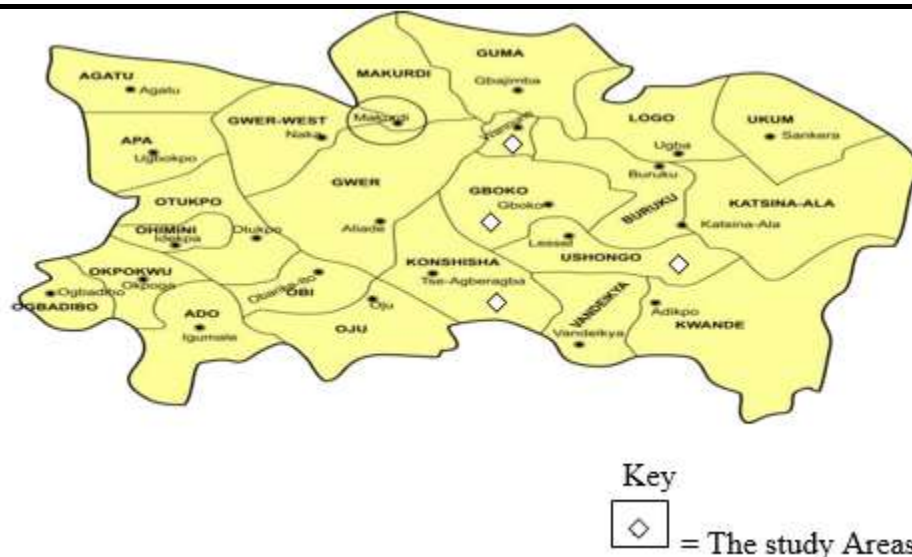 GUMA
Gbajimba
MAKURDI
Makurdi
AGATU
Agatu
GWER-WEST
Naka
LOGO
Ugba
UKUM
Sankera
APA
Ugbokpo
Buruku
BURUKU
GBOKO
Gboko
KATSINA-ALA
Katsina-Ala
OTUKPO
Otukpo
OHIMINI
Idekpa
GWER
Aliade
Lessel
USHONGO
KONSHISHA
Tse-Agberagba
OKPOKWU
Okpoga
OGBADIBO
Ogbadibo
OBI
ADO
Igumale
OJU
Oju
VANDEIKYA
Vandeikya
Adikpo
KWANDE
Key
= The study Areas